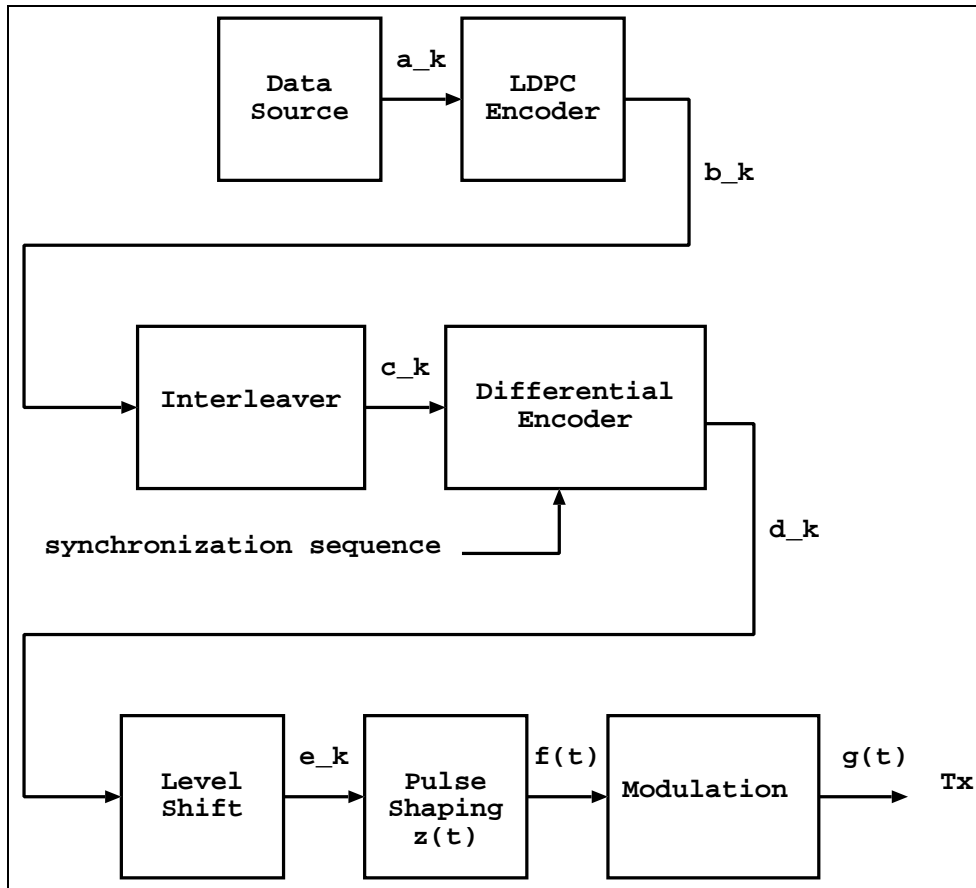 a_k
Data
Source
LDPC
Encoder
b_k
Interleaver
c_k
Differential
Encoder
synchronization sequence
d_k
Level
Shift
e_k
Pulse
Shaping
z(t)
f(t)
Modulation
g(t)
Tx